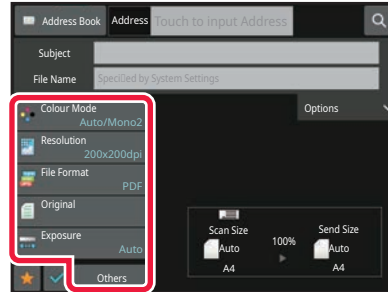 Address Book Address Touch to input Address
Subject
File Name Specified by System Settings
Colour Mode
Auto/Mono2
Options
Resolution
200x200dpi
File Format
PDF
Original
Exposure
Auto
Others
Scan Size
Auto
A4
100%
Send Size
Auto
A4